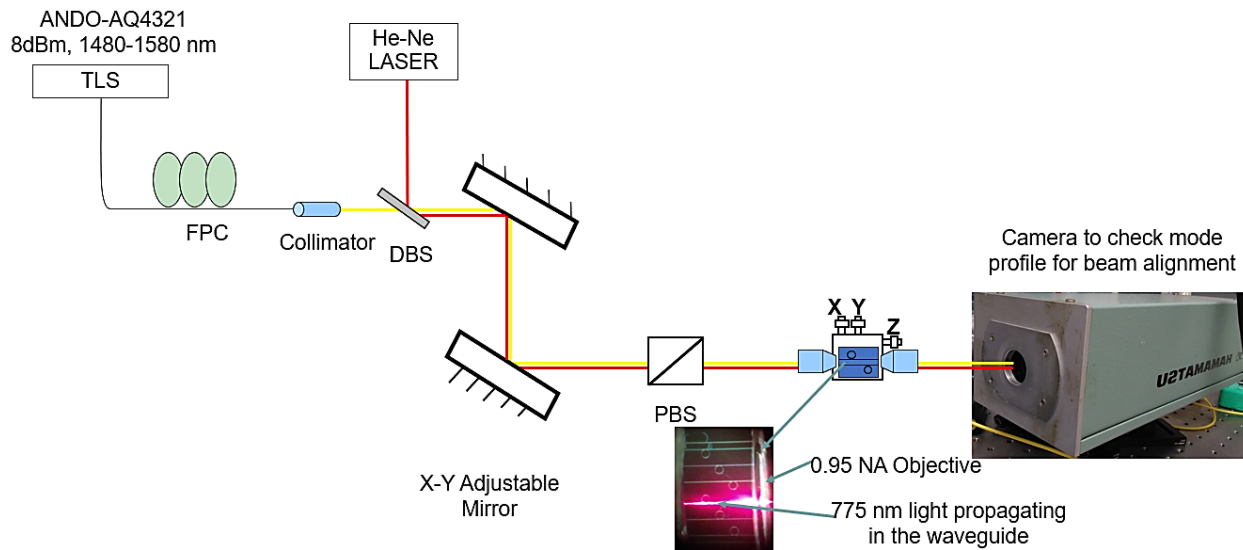 ANDO-AQ4321
8dBm, 1480-1580 nm
TLS
He-Ne
LASER
FPC
Collimator
DBS
X-Y Adjustable
Mirror
PBS
X Y
Z
Camera to check mode
profile for beam alignment
HAMAMATSU
0.95 NA Objective
775 nm light propagating
in the waveguide